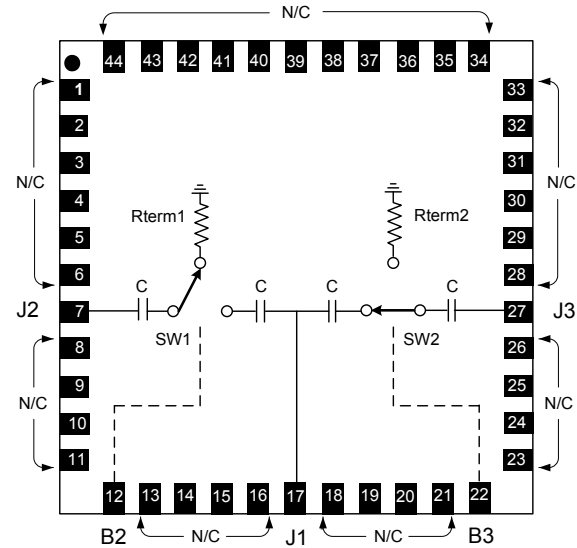 N/C
44 43 42 41 40 39 38 37 36 35 34
1 33
2 32
3 31
N/C N/C
4 30
Rterm1 Rterm2
5 29
6 28
C C C C
J2 7 27 J3
SW1 SW2
8 26
9 25
N/C N/C
10 24
11 23
12 13 14 15 16 17 18 19 20 21 22
B2 N/C J1 N/C B3